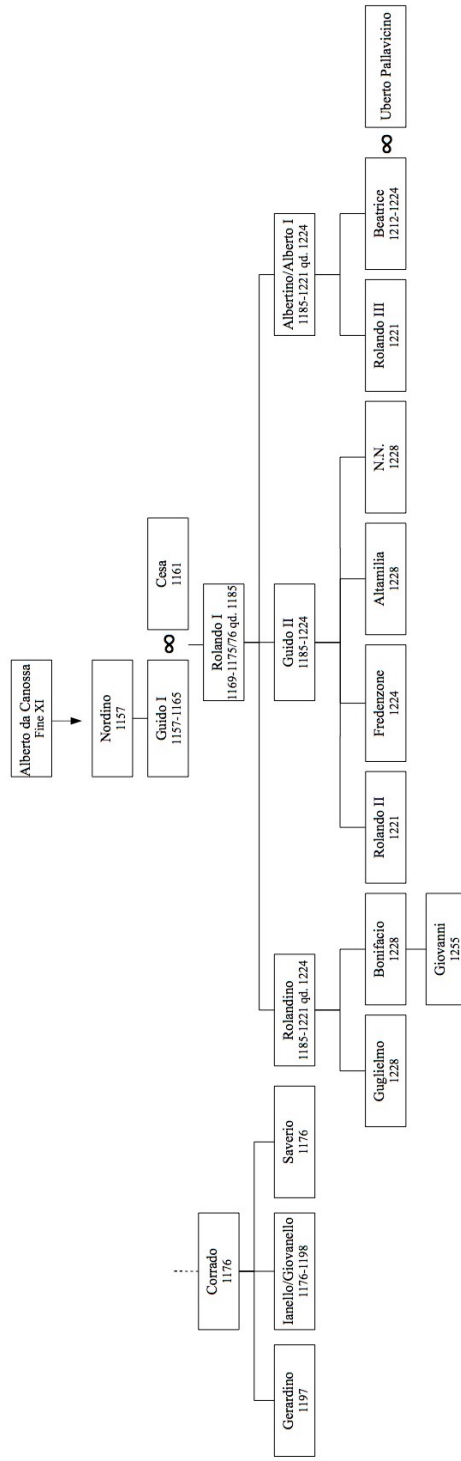 Alberto da Canossa
Fine XI
Nordino
1157
Guido I
1157-1165
∞
Cesa
1161
Corrado
1176
Rolando I
1169-1175/76 qd. 1185
Gerardino
1197
Ianello/Giovanello
1176-1198
Saverio
1176
Rolandino
1185-1221 qd. 1224
Guido II
1185-1224
Albertino/Alberto I
1185-1221 qd. 1224
Guglielmo
1228
Bonifacio
1228
Rolando II
1221
Fredenzone
1224
Altamilia
1228
N.N.
1228
Rolando III
1221
Beatrice
1212-1224
∞
Uberto Pallavicino
Giovanni
1255